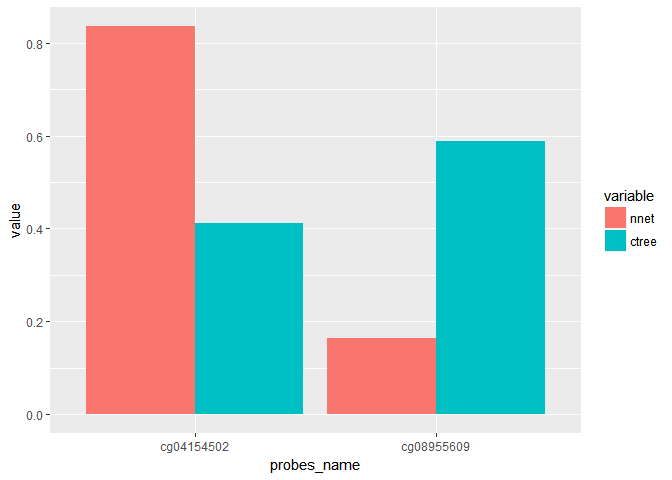 0.8
0.6
0.4
0.2
0.0
value
cg04154502
cg08955609
probes_name
variable
nnet
ctree